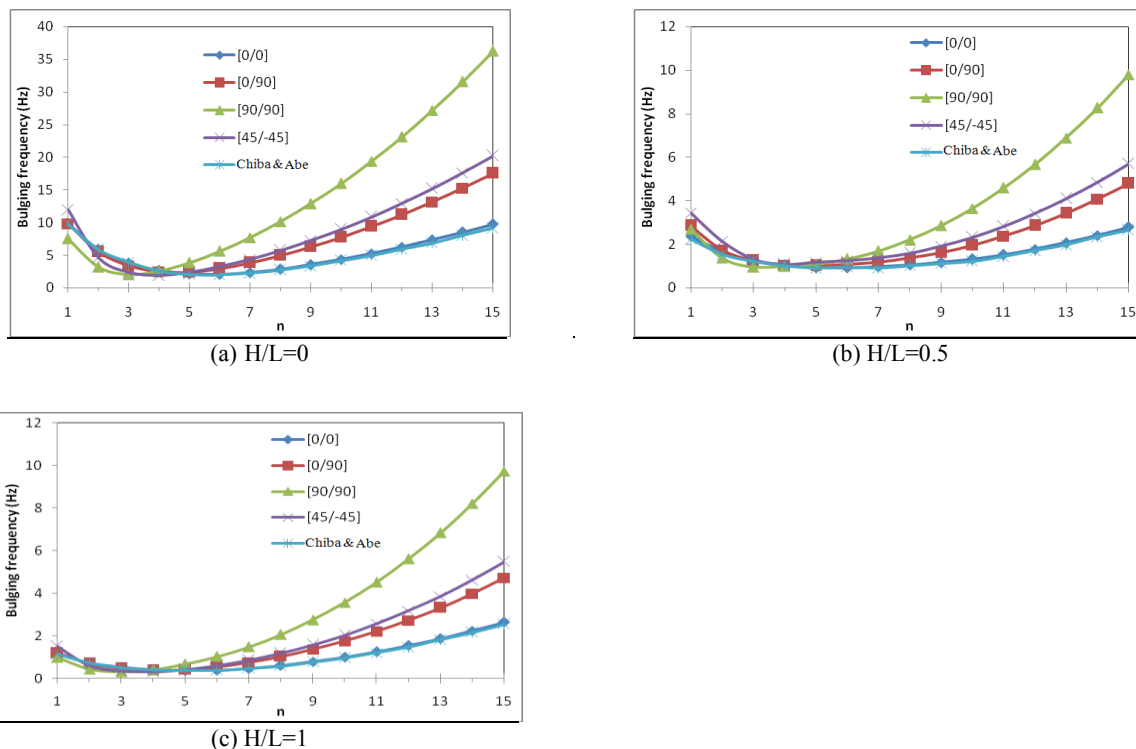 Bulging frequency (Hz)
40
35
30
25
20
15
10
5
0
[0/0]
[0/90]
[90/90]
[45/-45]
Chiba & Abe
1 3 5 7 9 11 13 15
n
(a) H/L=0
Bulging frequency (Hz)
12
10
8
6
4
2
0
[0/0]
[0/90]
[90/90]
[45/-45]
Chiba & Abe
1 3 5 7 9 11 13 15
n
(b) H/L=0.5
Bulging frequency (Hz)
12
10
8
6
4
2
0
[0/0]
[0/90]
[90/90]
[45/-45]
Chiba & Abe
1 3 5 7 9 11 13 15
n
(c) H/L=1